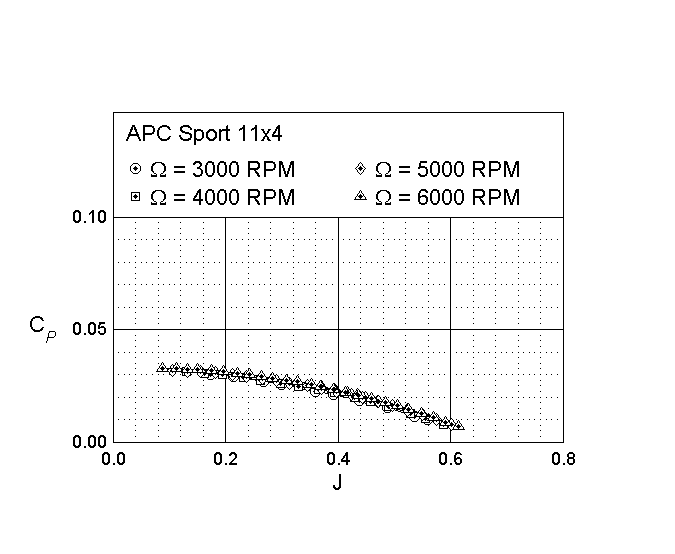 APC Sport 11x4
Ω = 3000 RPM Ω = 5000 RPM
Ω = 4000 RPM Ω = 6000 RPM
0.10
0.05
C_P
0.00
0.0 0.2 0.4 0.6 0.8
J